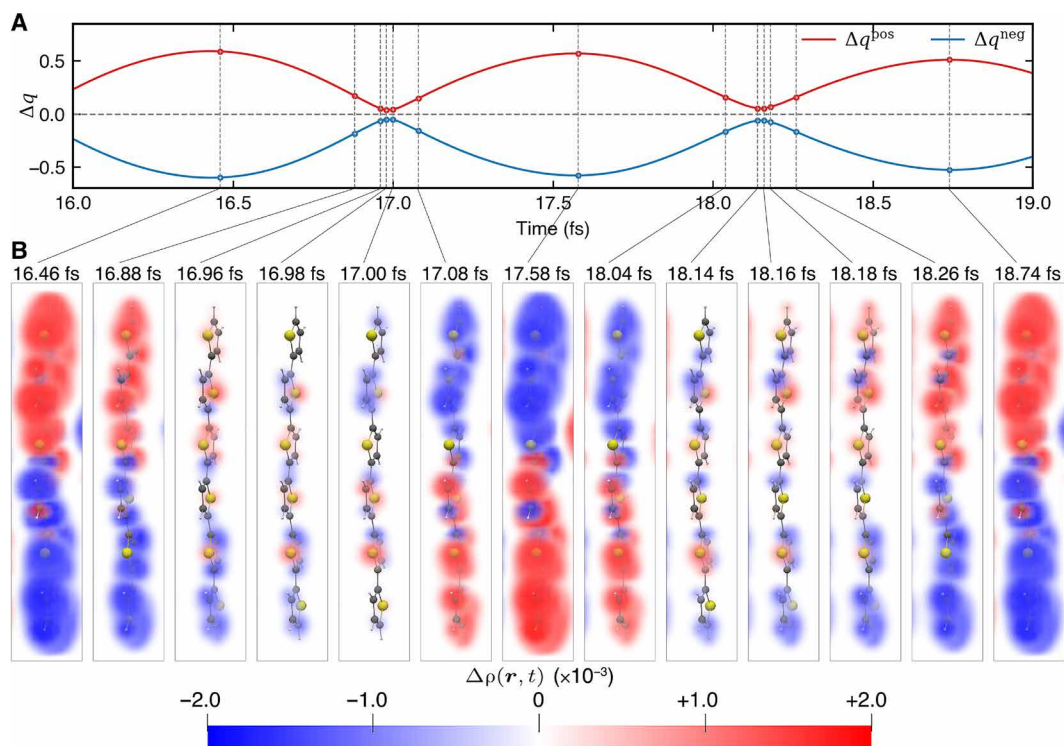 A
Δq^pos Δq^neg
0.5
0.0
−0.5
Δq
16.0 16.5 17.0 17.5 18.0 18.5 19.0
Time (fs)
B
16.46 fs 16.88 fs 16.96 fs 16.98 fs 17.00 fs 17.08 fs 17.58 fs 18.04 fs 18.14 fs 18.16 fs 18.18 fs 18.26 fs 18.74 fs
Δρ(r, t) (×10⁻³)
−2.0 −1.0 0 +1.0 +2.0